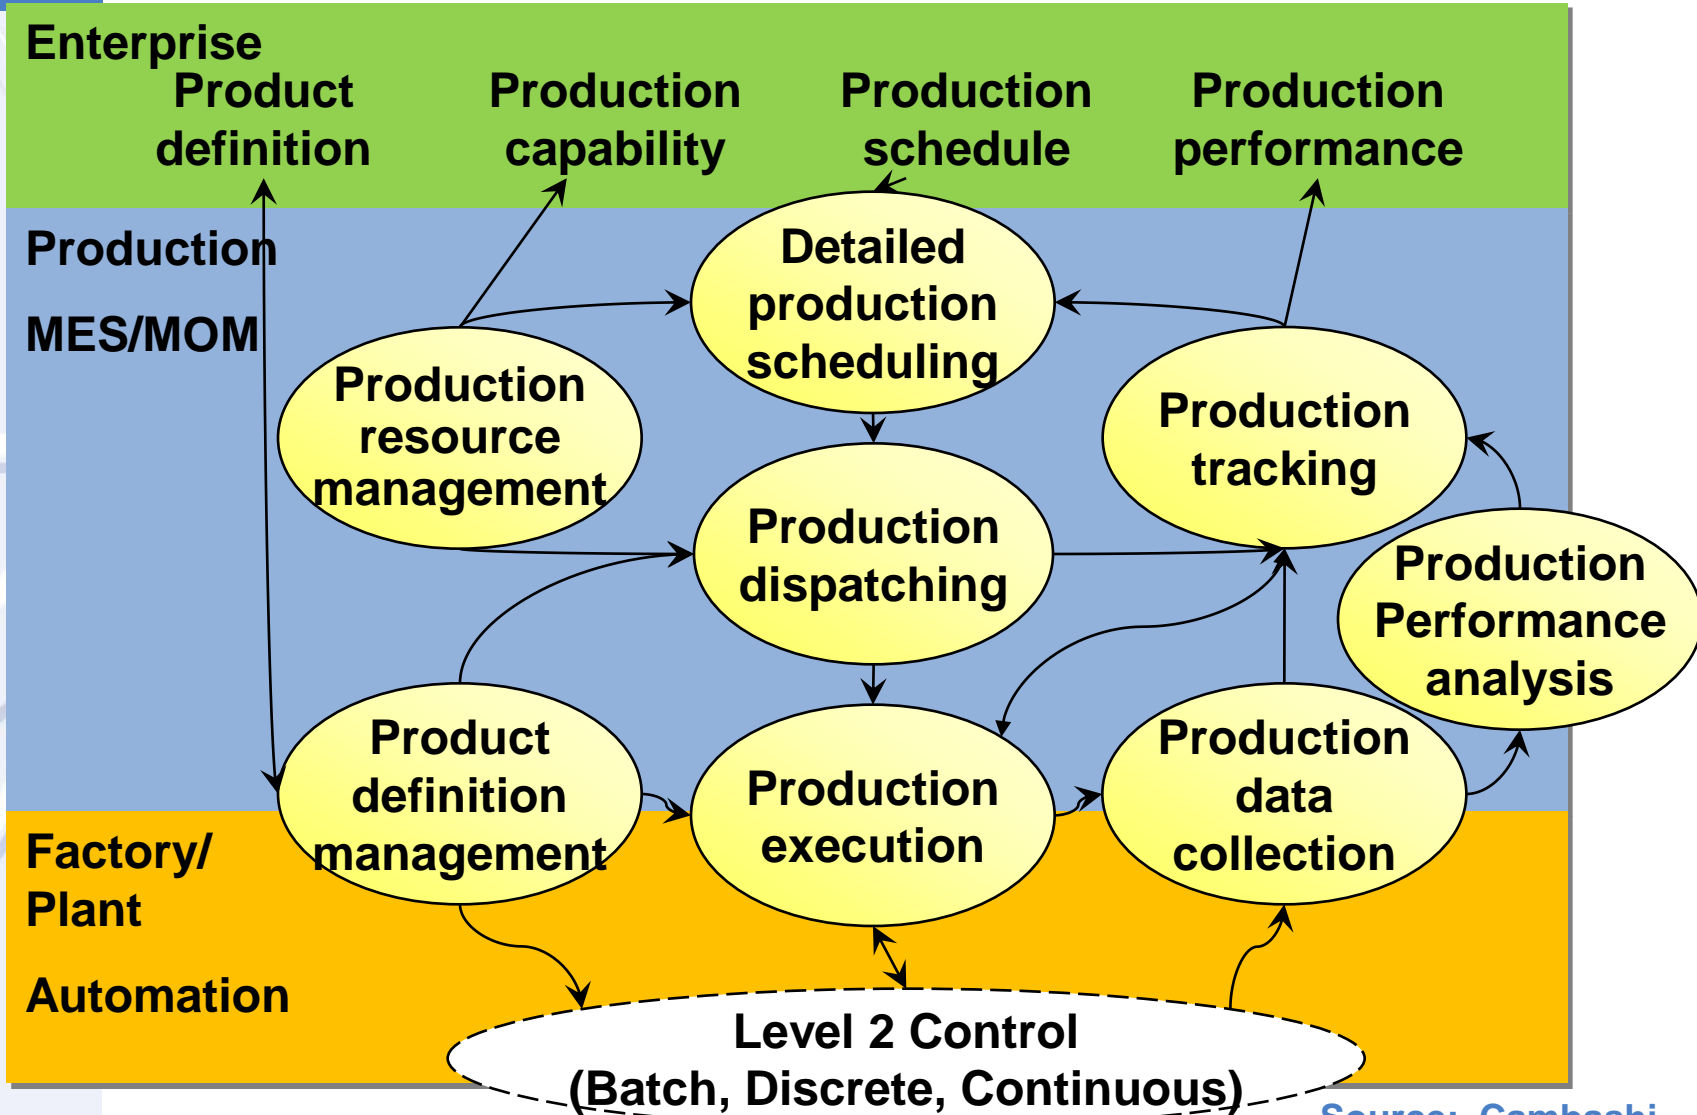 Enterprise
Product
definition
Production
capability
Production
schedule
Production
performance
Production
MES/MOM
Detailed
production
scheduling
Production
resource
management
Production
tracking
Production
dispatching
Production
Performance
analysis
Product
definition
management
Production
execution
Production
data
collection
Factory/
Plant
Automation
Level 2 Control
(Batch, Discrete, Continuous)
Source: Cambashi